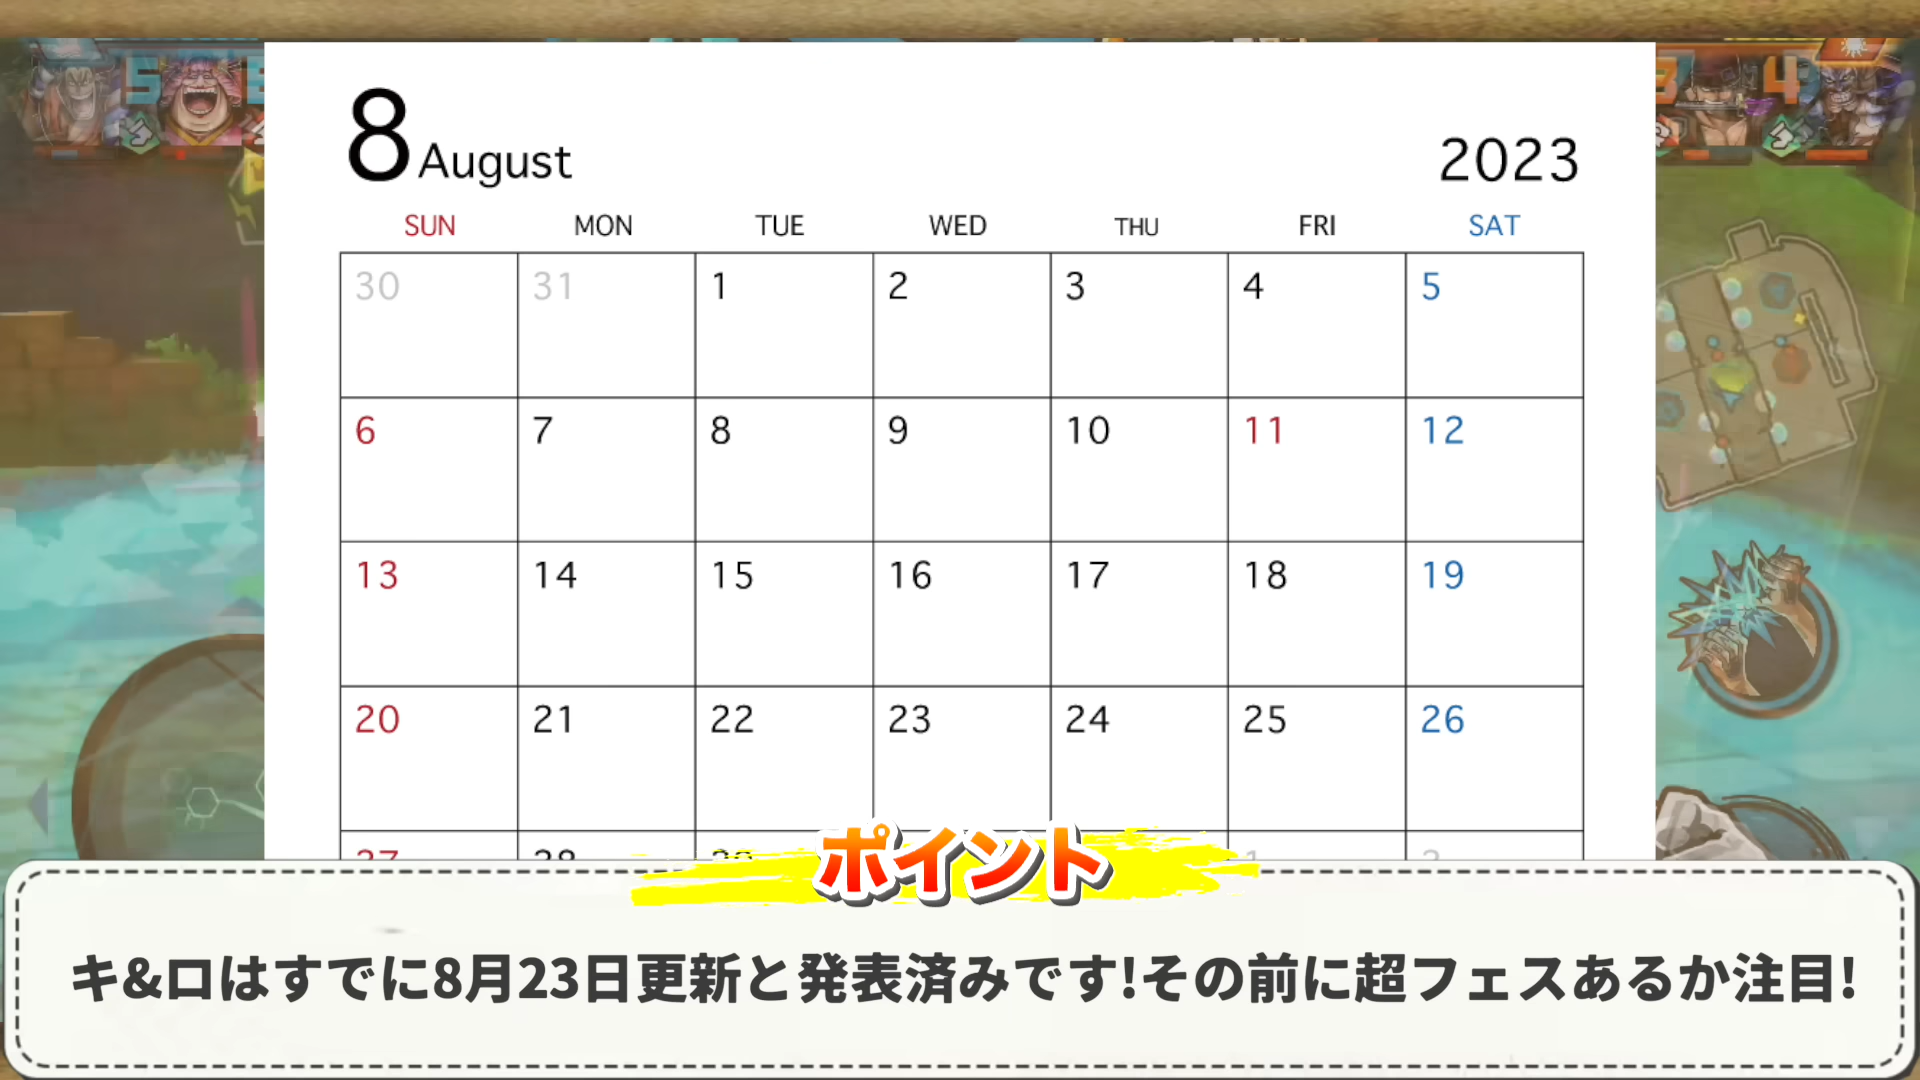 8 August
2023
SUN MON TUE WED THU FRI SAT
30 31 1 2 3 4 5
6 7 8 9 10 11 12
13 14 15 16 17 18 19
20 21 22 23 24 25 26
ポイント
キ&ロはすでに8月23日更新と発表済みです!その前に超フェスあるか注目!